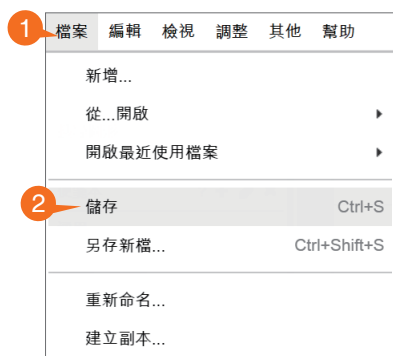 1 檔案 編輯 檢視 調整 其他 幫助
新增...
從...開啟
開啟最近使用檔案
2 儲存 Ctrl+S
另存新檔... Ctrl+Shift+S
重新命名...
建立副本...